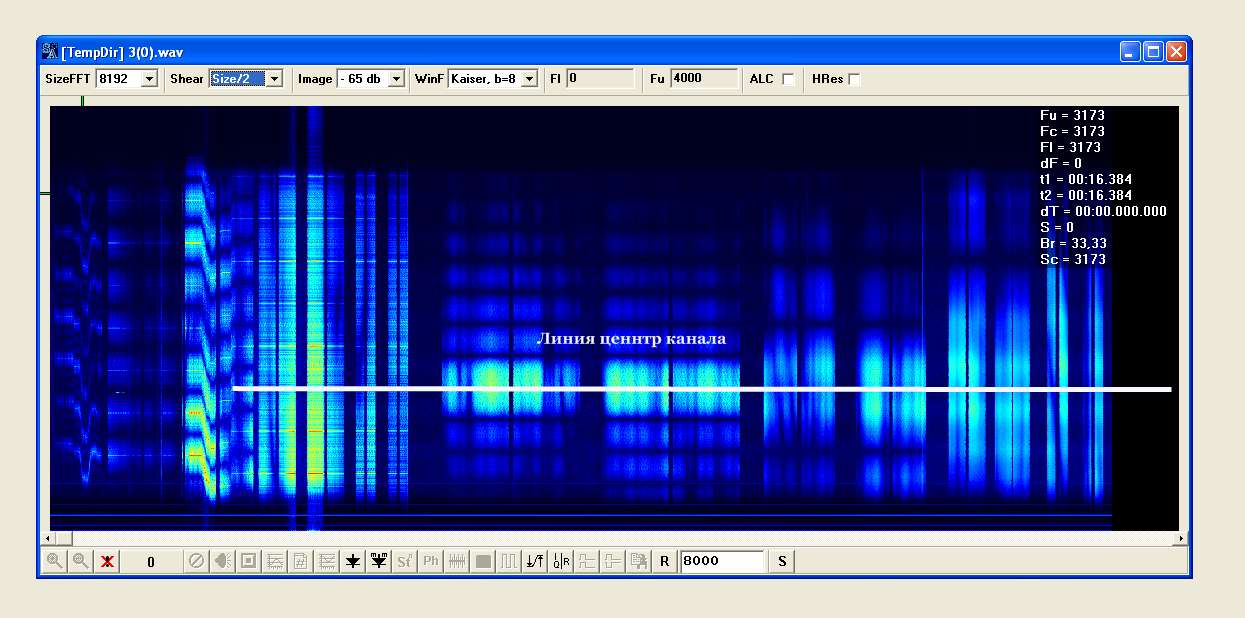 [TempDir] 3(0).wav
SizeFFT 8192 Shear Size/2 Image - 65 db WinF Kaiser, b=8 Fl 0 Fu 4000 ALC HRes
Fu = 3173
Fc = 3173
Fl = 3173
dF = 0
t1 = 00:16.384
t2 = 00:16.384
dT = 00:00.000.000
S = 0
Br = 33,33
Sc = 3173
Линия ценнтр канала
0 Sf Ph R 8000 S